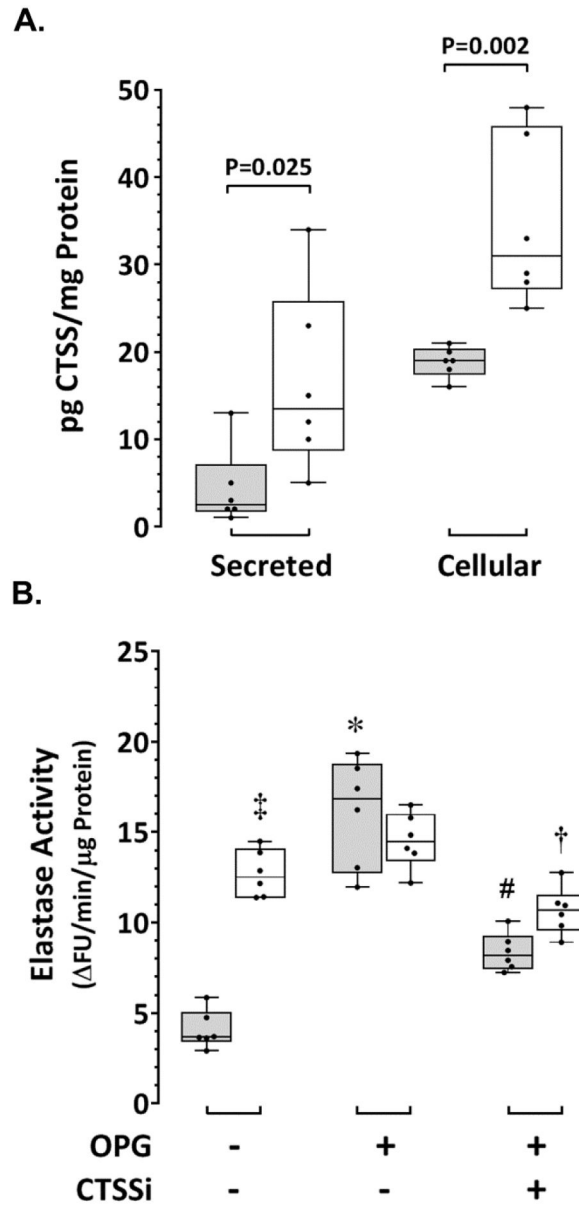 A.
P=0.002
P=0.025
pg CTSS/mg Protein
50
40
30
20
10
0
Secreted Cellular
B.
Elastase Activity
(ΔFU/min/µg Protein)
25
20
15
10
5
0
‡
*
#
†
OPG - + +
CTSSi - - +